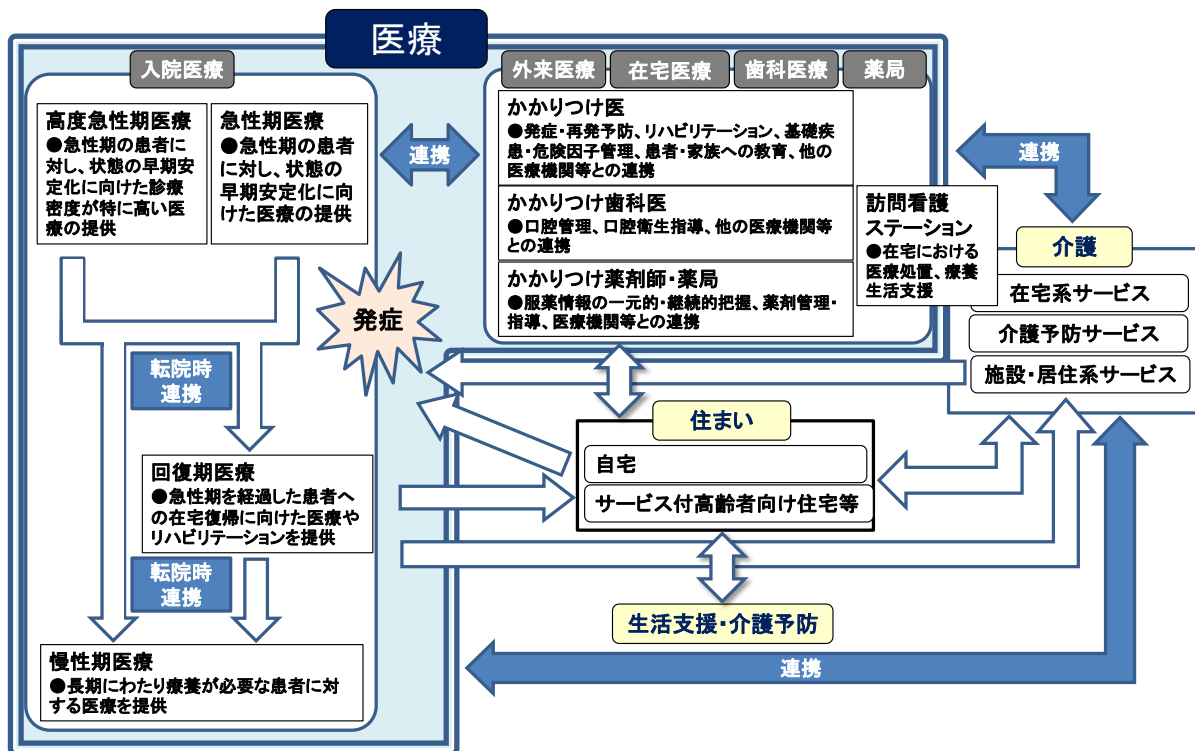 医療
入院医療
高度急性期医療
●急性期の患者に
対し、状態の早期安
定化に向けた診療
密度が特に高い医
療の提供
急性期医療
●急性期の患者
に対し、状態の
早期安定化に向
けた医療の提供
連携
外来医療
在宅医療
歯科医療
薬局
かかりつけ医
●発症・再発予防、リハビリテーション、基礎疾
患・危険因子管理、患者・家族への教育、他の
医療機関等との連携
かかりつけ歯科医
●口腔管理、口腔衛生指導、他の医療機関等
との連携
かかりつけ薬剤師・薬局
●服薬情報の一元的・継続的把握、薬剤管理・
指導、医療機関等との連携
訪問看護
ステーション
●在宅における
医療処置、療養
生活支援
連携
介護
在宅系サービス
介護予防サービス
施設・居住系サービス
発症
転院時
連携
回復期医療
●急性期を経過した患者へ
の在宅復帰に向けた医療や
リハビリテーションを提供
転院時
連携
慢性期医療
●長期にわたり療養が必要な患者に対
する医療を提供
住まい
自宅
サービス付高齢者向け住宅等
生活支援・介護予防
連携